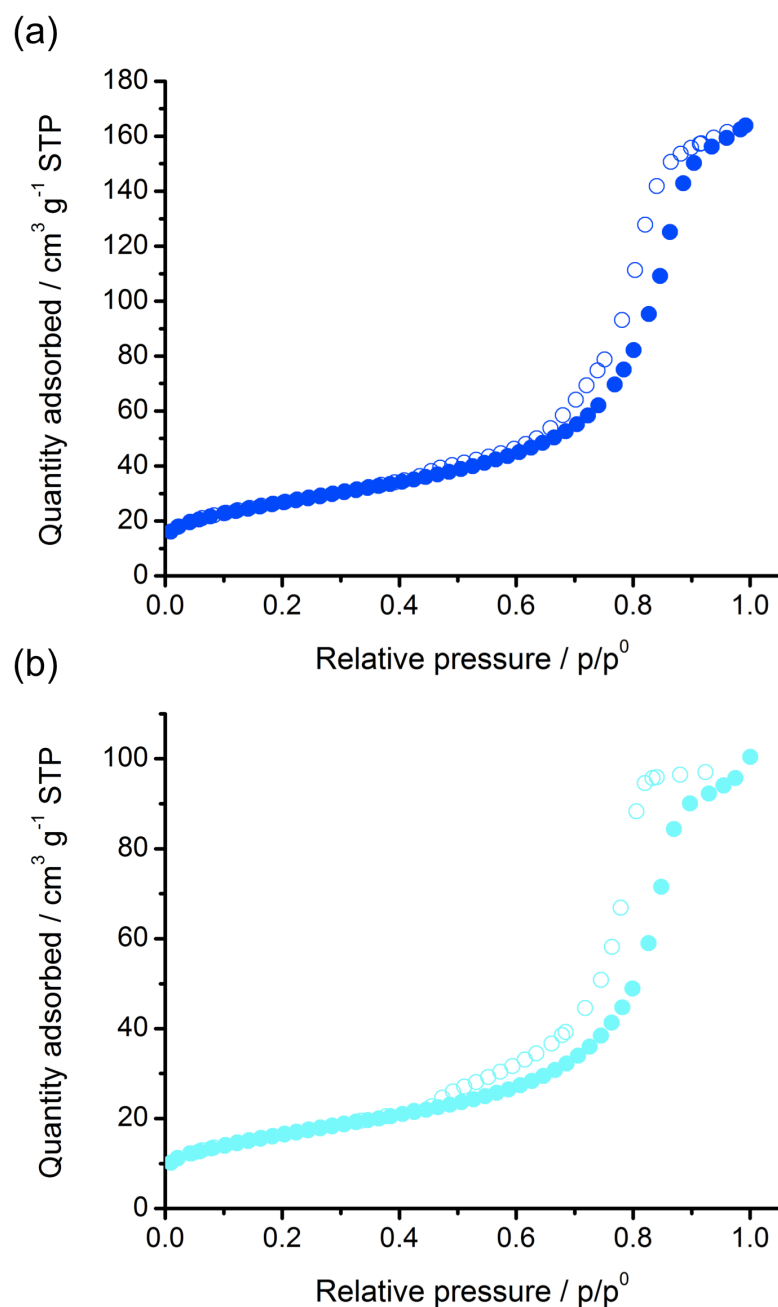 (a)
180
160
140
120
100
80
60
40
20
0
Quantity adsorbed / cm³ g⁻¹ STP
0.0 0.2 0.4 0.6 0.8 1.0
Relative pressure / p/p⁰
(b)
100
80
60
40
20
0
Quantity adsorbed / cm³ g⁻¹ STP
0.0 0.2 0.4 0.6 0.8 1.0
Relative pressure / p/p⁰